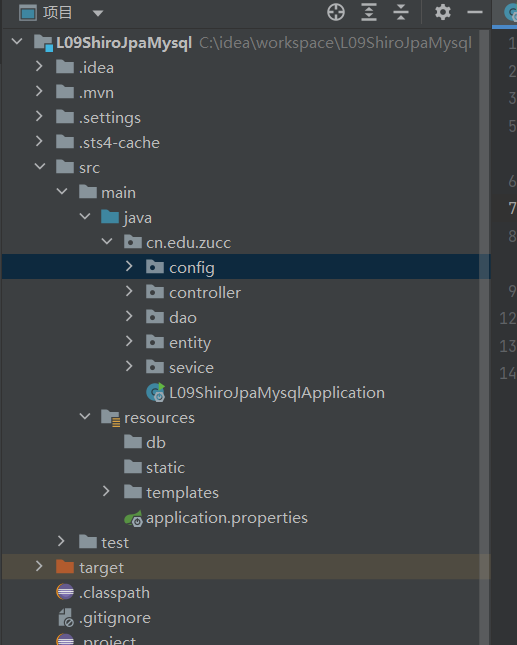 项目
L09ShiroJpaMysql C:\idea\workspace\L09ShiroJpaMysql
.idea
.mvn
.settings
.sts4-cache
src
main
java
cn.edu.zucc
config
controller
dao
entity
sevice
L09ShiroJpaMysqlApplication
resources
db
static
templates
application.properties
test
target
.classpath
.gitignore
.project
1
2
3
5
6
7
8
9
12
13
14